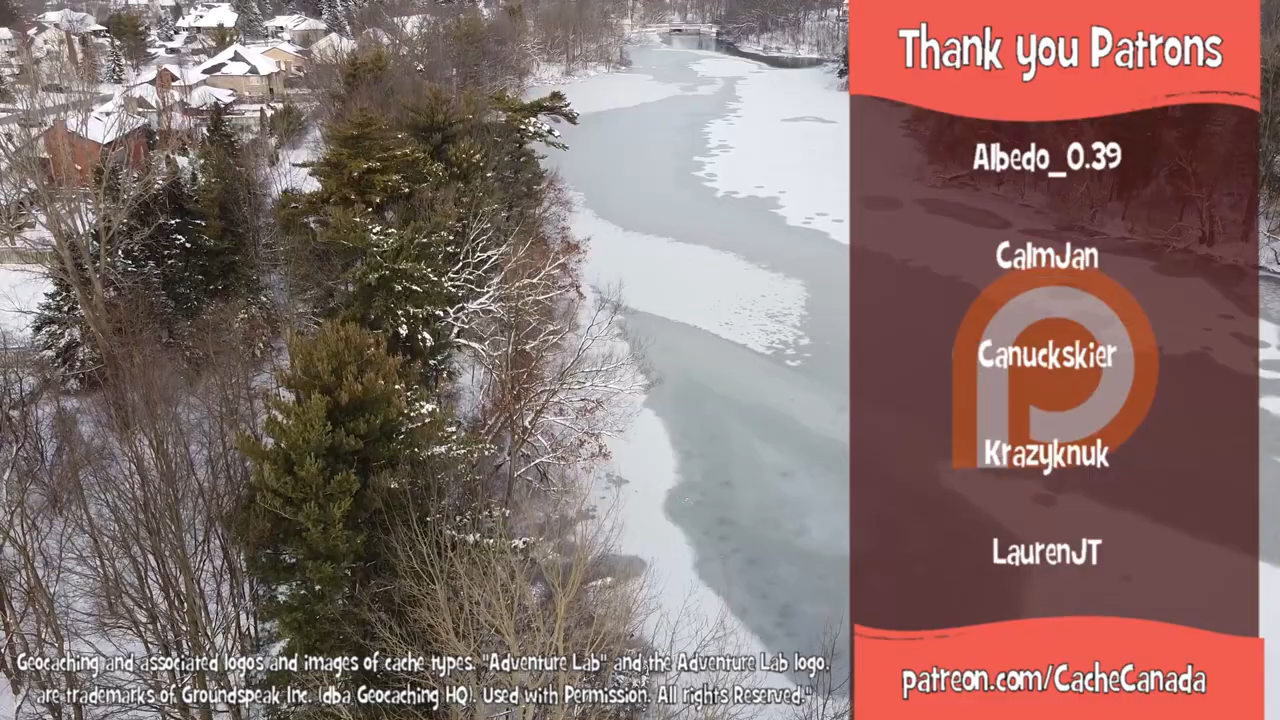 Thank you Patrons
Albedo_0.39
CalmJan
Canuckskier
Krazyknuk
LaurenJT
patreon.com/CacheCanada
Geocaching and associated logos and images of cache types. "Adventure Lab" and the Adventure Lab logo.
are trademarks of Groundspeak Inc. (dba Geocaching HQ). Used with Permission. All rights Reserved."